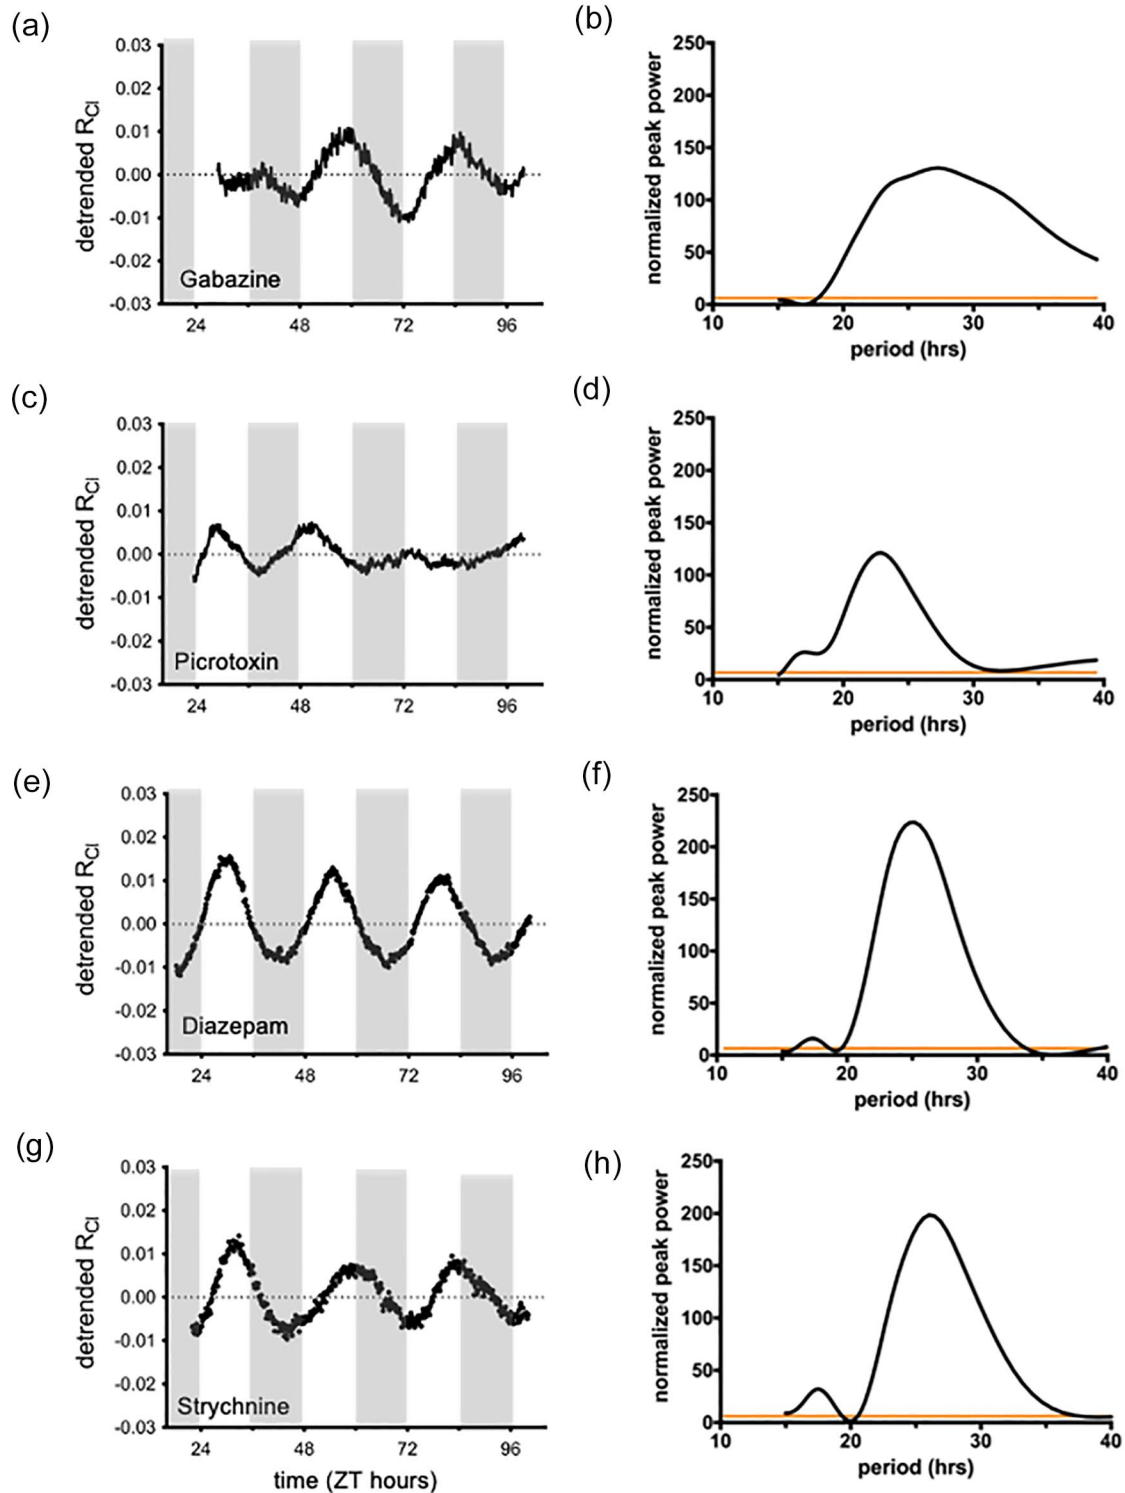 (a)
detrended R_Cl
0.03
0.02
0.01
0.00
-0.01
-0.02
-0.03
Gabazine
24 48 72 96
(b)
normalized peak power
250
200
150
100
50
0
10 20 30 40
period (hrs)
(c)
detrended R_Cl
0.03
0.02
0.01
0.00
-0.01
-0.02
-0.03
Picrotoxin
24 48 72 96
(d)
normalized peak power
250
200
150
100
50
0
10 20 30 40
period (hrs)
(e)
detrended R_Cl
0.03
0.02
0.01
0.00
-0.01
-0.02
-0.03
Diazepam
24 48 72 96
(f)
normalized peak power
250
200
150
100
50
0
10 20 30 40
period (hrs)
(g)
detrended R_Cl
0.03
0.02
0.01
0.00
-0.01
-0.02
-0.03
Strychnine
24 48 72 96
time (ZT hours)
(h)
normalized peak power
250
200
150
100
50
0
10 20 30 40
period (hrs)